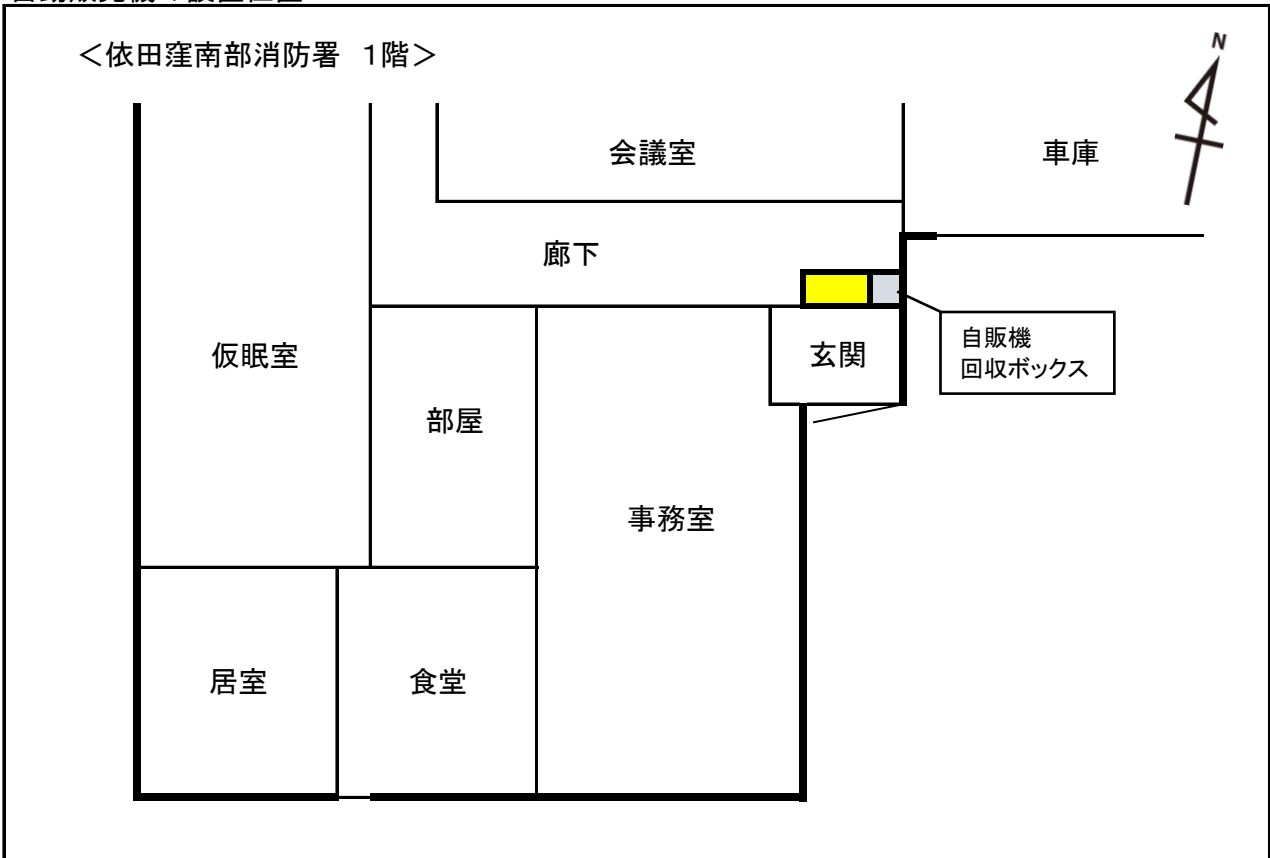 ＜依田窪南部消防署　1階＞
N
会議室
車庫
廊下
仮眠室
玄関
自販機
回収ボックス
部屋
事務室
居室
食堂